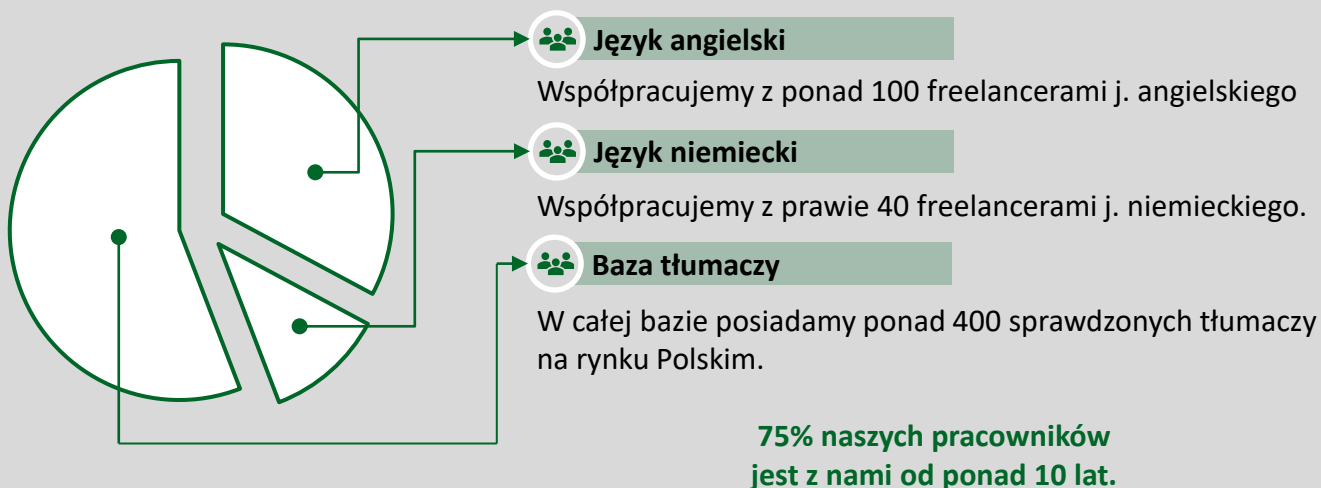 Język angielski
Współpracujemy z ponad 100 freelancerami j. angielskiego
Język niemiecki
Współpracujemy z prawie 40 freelancerami j. niemieckiego.
Baza tłumaczy
W całej bazie posiadamy ponad 400 sprawdzonych tłumaczy
na rynku Polskim.
75% naszych pracowników
jest z nami od ponad 10 lat.